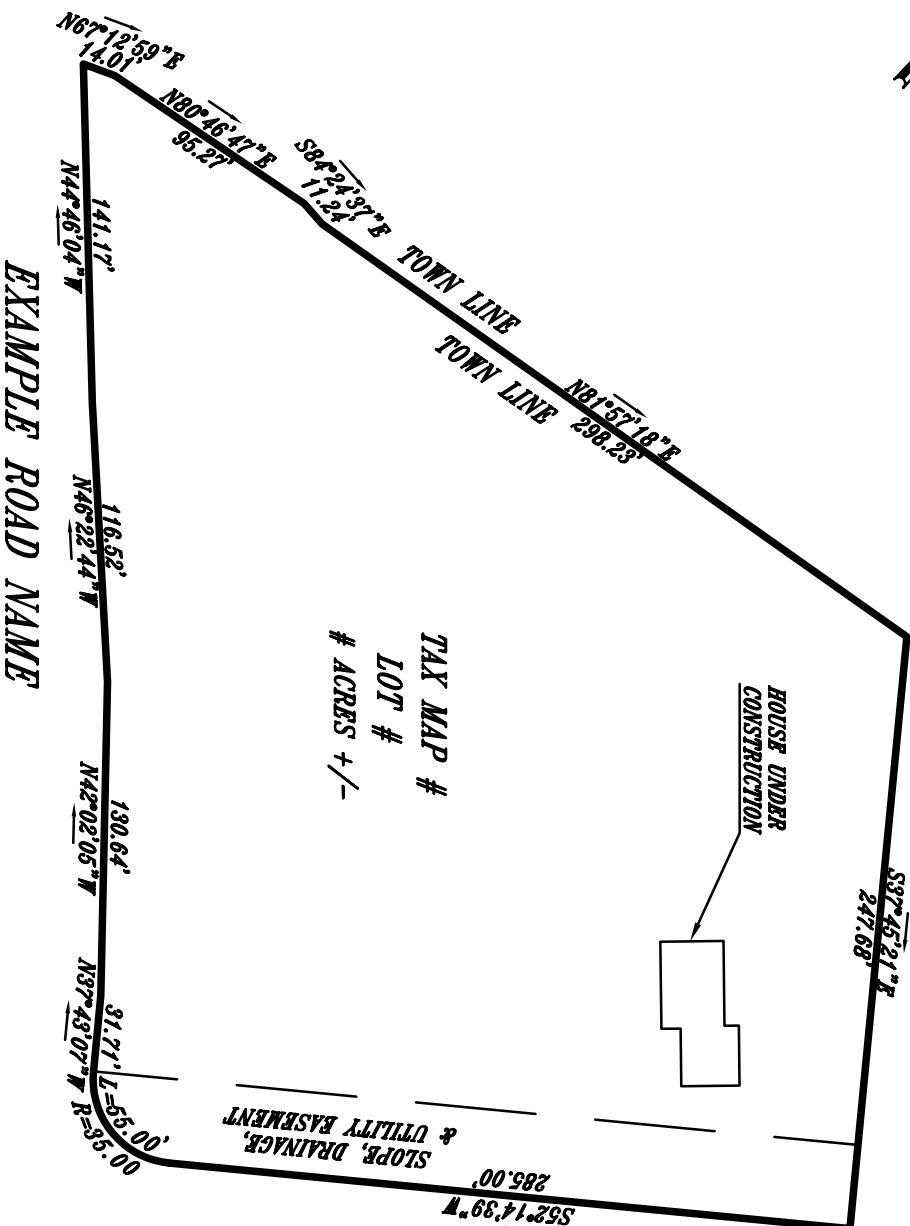 N67°12'59"E
14.01'
N80°46'47"E
95.27'
S84°24'37"E
11.24'
TOWN LINE
TOWN LINE
N81°57'18"E
298.23'
S37°45'21"E
247.68'
HOUSE UNDER
CONSTRUCTION
TAX MAP #
LOT #
# ACRES +/-
141.17'
N44°46'04"W
116.52'
N46°22'44"W
130.64'
N42°02'05"W
31.71'
N37°43'07"W
L=55.00'
R=35.00
SLOPE, DRAINAGE,
& UTILITY EASEMENT
285.00'
S52°14'39"W
EXAMPLE ROAD NAME